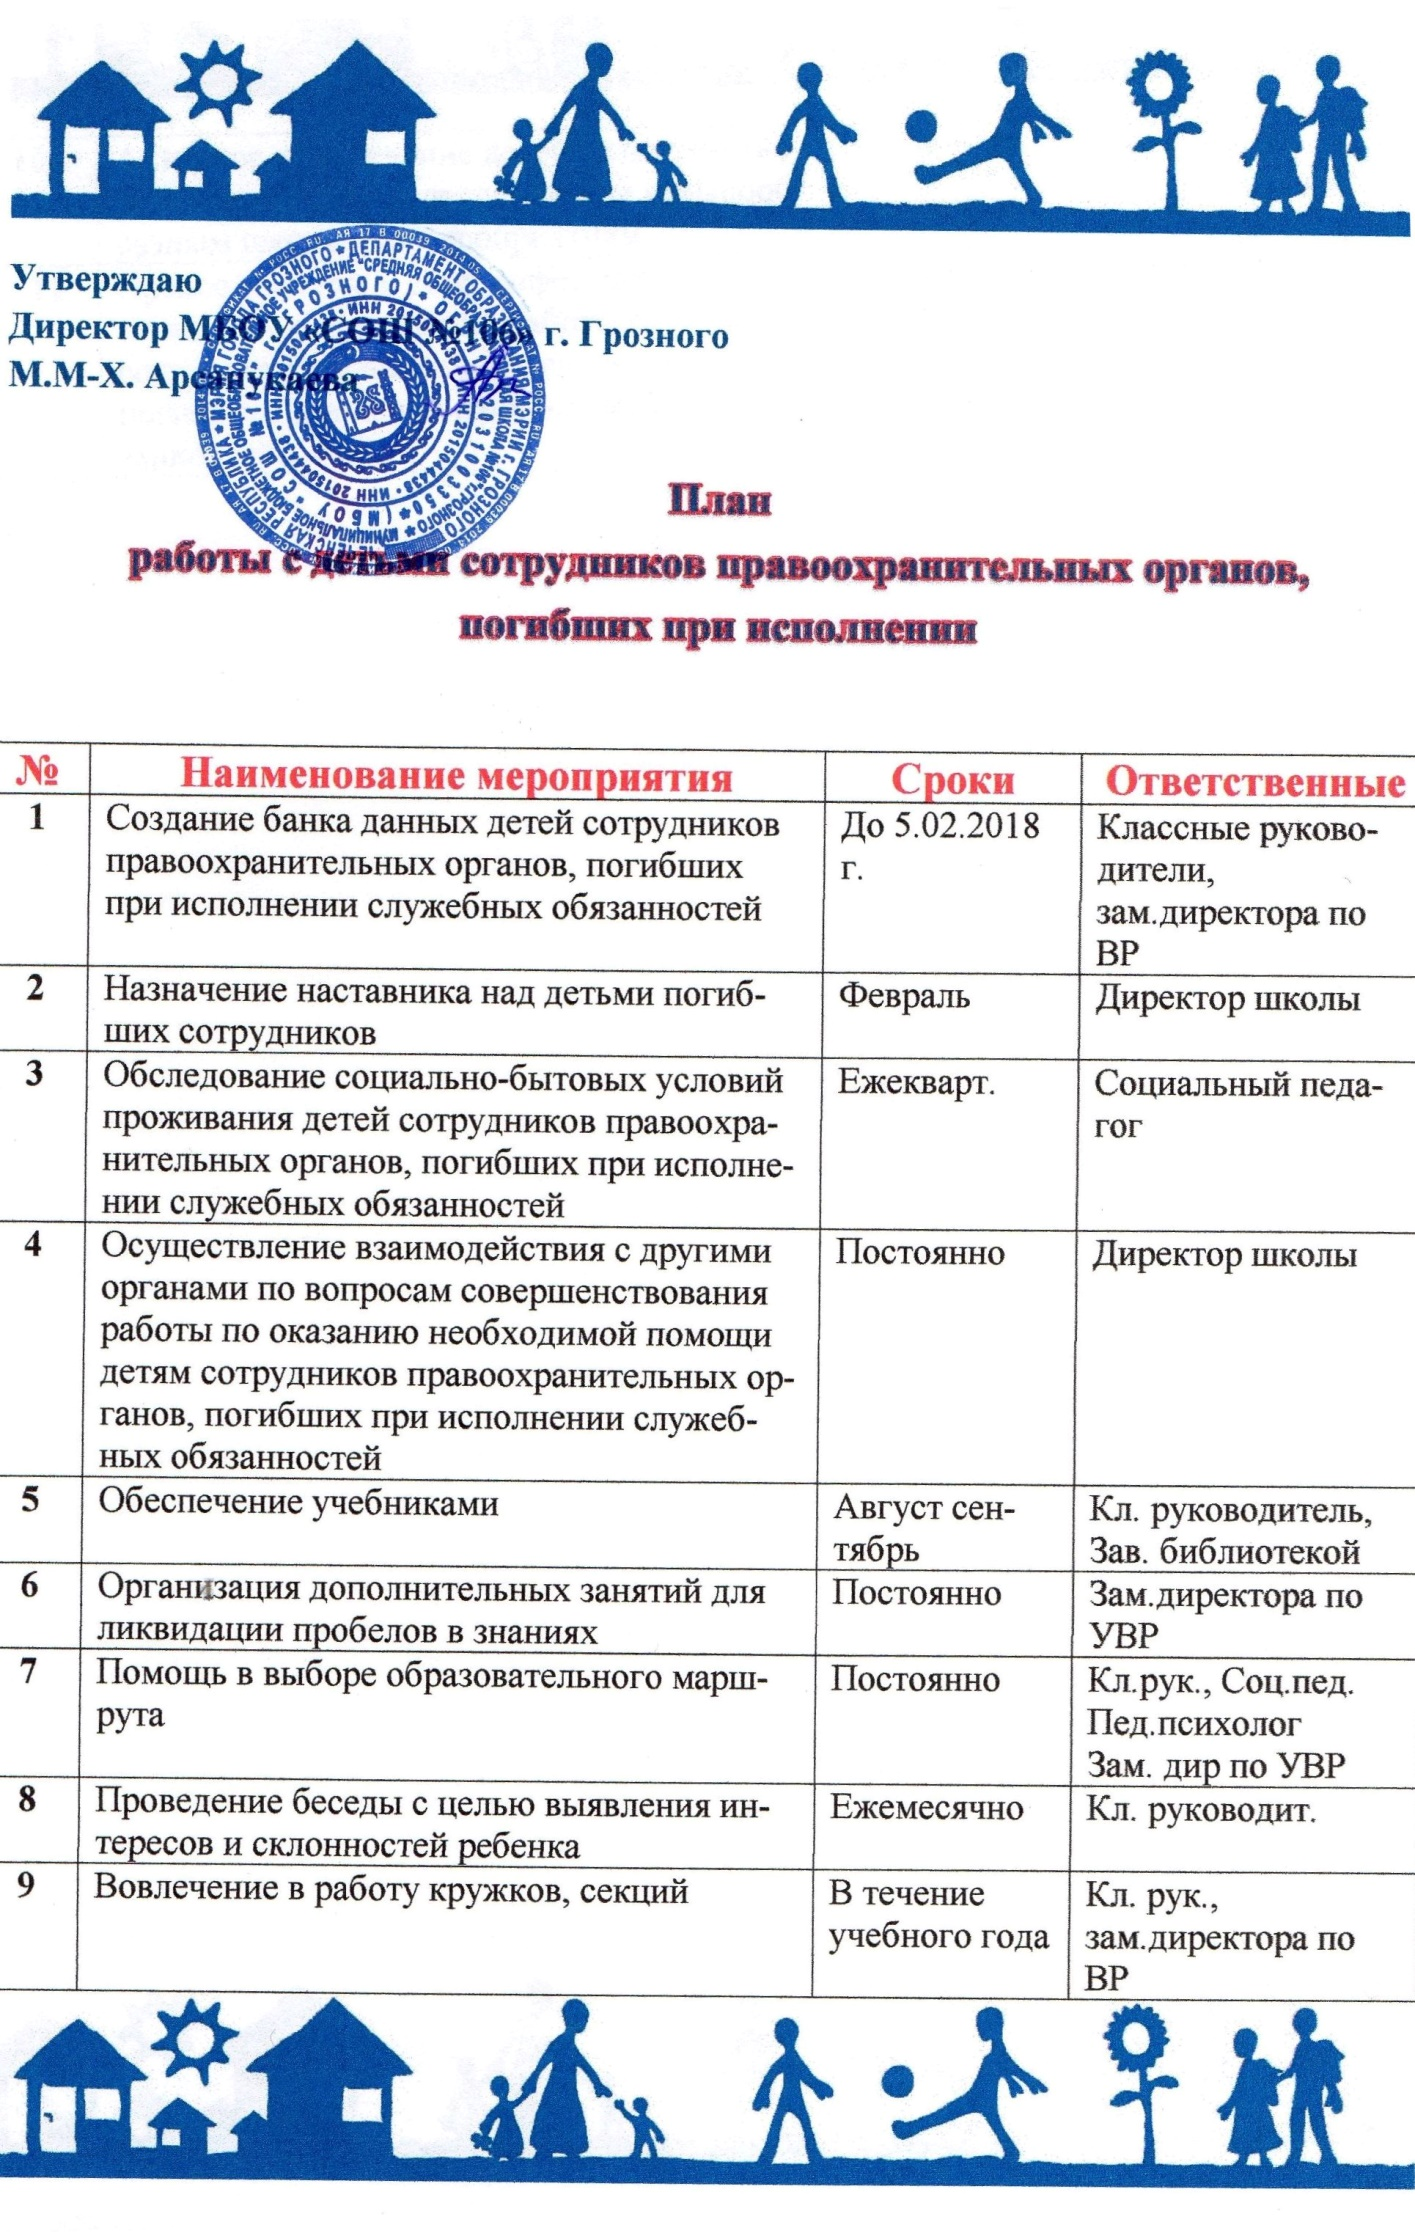 Утверждаю
Директор МБОУ «СОШ №106» г. Грозного
М.М-Х. Арсанукаева
План
работы с детьми сотрудников правоохранительных органов,
погибших при исполнении
№ Наименование мероприятия Сроки Ответственные
1 Создание банка данных детей сотрудников До 5.02.2018 Классные руково-
правоохранительных органов, погибших г. дители,
при исполнении служебных обязанностей зам.директора по
ВР
2 Назначение наставника над детьми погиб- Февраль Директор школы
ших сотрудников
3 Обследование социально-бытовых условий Ежекварт. Социальный педа-
проживания детей сотрудников правоохра- гог
нительных органов, погибших при исполне-
нии служебных обязанностей
4 Осуществление взаимодействия с другими Постоянно Директор школы
органами по вопросам совершенствования
работы по оказанию необходимой помощи
детям сотрудников правоохранительных ор-
ганов, погибших при исполнении служеб-
ных обязанностей
5 Обеспечение учебниками Август сен- Кл. руководитель,
тябрь Зав. библиотекой
6 Организация дополнительных занятий для Постоянно Зам.директора по
ликвидации пробелов в знаниях УВР
7 Помощь в выборе образовательного марш- Постоянно Кл.рук., Соц.пед.
рута Пед.психолог
Зам. дир по УВР
8 Проведение беседы с целью выявления ин- Ежемесячно Кл. руководит.
тересов и склонностей ребенка
9 Вовлечение в работу кружков, секций В течение Кл. рук.,
учебного года зам.директора по
ВР